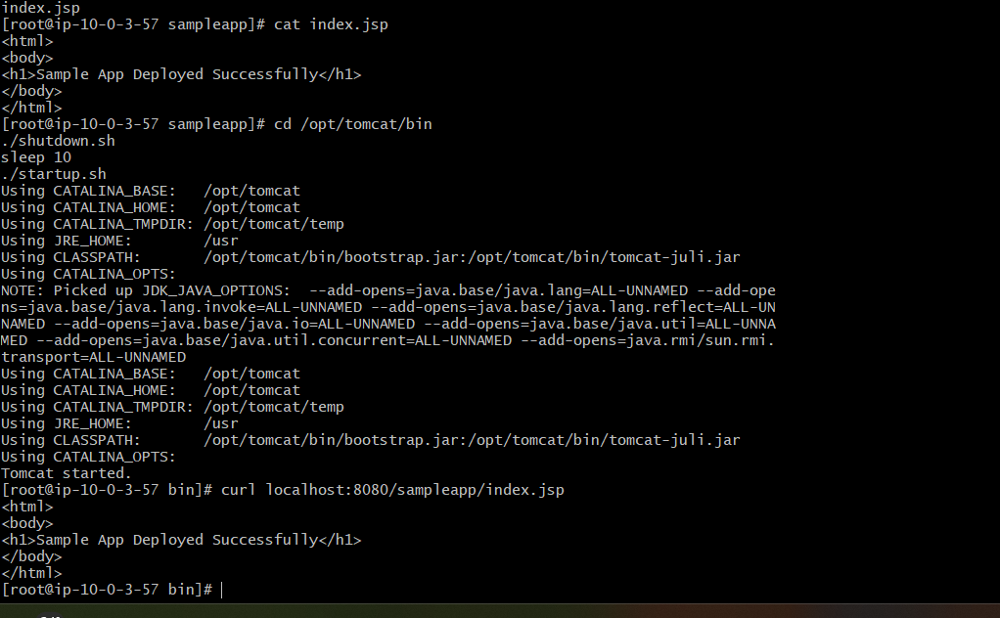 index.jsp
[root@ip-10-0-3-57 sampleapp]# cat index.jsp
<html>
<body>
<h1>Sample App Deployed Successfully</h1>
</body>
</html>
[root@ip-10-0-3-57 sampleapp]# cd /opt/tomcat/bin
./shutdown.sh
sleep 10
./startup.sh
Using CATALINA_BASE:   /opt/tomcat
Using CATALINA_HOME:   /opt/tomcat
Using CATALINA_TMPDIR: /opt/tomcat/temp
Using JRE_HOME:        /usr
Using CLASSPATH:       /opt/tomcat/bin/bootstrap.jar:/opt/tomcat/bin/tomcat-juli.jar
Using CATALINA_OPTS:
NOTE: Picked up JDK_JAVA_OPTIONS:  --add-opens=java.base/java.lang=ALL-UNNAMED --add-ope
ns=java.base/java.lang.invoke=ALL-UNNAMED --add-opens=java.base/java.lang.reflect=ALL-UN
NAMED --add-opens=java.base/java.io=ALL-UNNAMED --add-opens=java.base/java.util=ALL-UNNA
MED --add-opens=java.base/java.util.concurrent=ALL-UNNAMED --add-opens=java.rmi/sun.rmi.
transport=ALL-UNNAMED
Using CATALINA_BASE:   /opt/tomcat
Using CATALINA_HOME:   /opt/tomcat
Using CATALINA_TMPDIR: /opt/tomcat/temp
Using JRE_HOME:        /usr
Using CLASSPATH:       /opt/tomcat/bin/bootstrap.jar:/opt/tomcat/bin/tomcat-juli.jar
Using CATALINA_OPTS:
Tomcat started.
[root@ip-10-0-3-57 bin]# curl localhost:8080/sampleapp/index.jsp
<html>
<body>
<h1>Sample App Deployed Successfully</h1>
</body>
</html>
[root@ip-10-0-3-57 bin]#